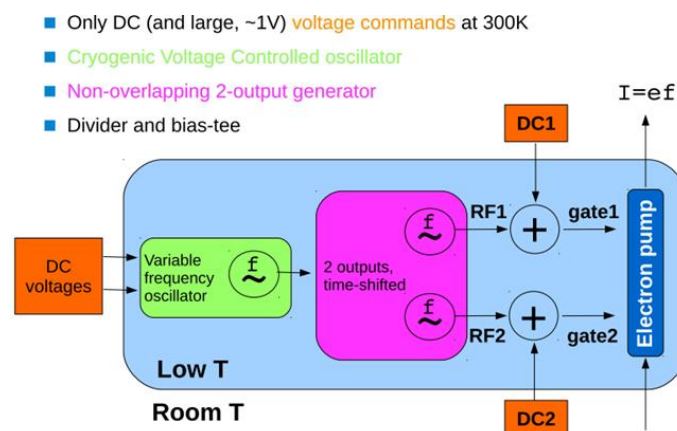 Only DC (and large, ~1V) voltage commands at 300K
Cryogenic Voltage Controlled oscillator
Non-overlapping 2-output generator
Divider and bias-tee
I=ef
DC1
DC
voltages
Variable
frequency
oscillator
f
~
2 outputs,
time-shifted
f
~
f
~
RF1
+
gate1
RF2
+
gate2
Electron pump
Low T
Room T
DC2